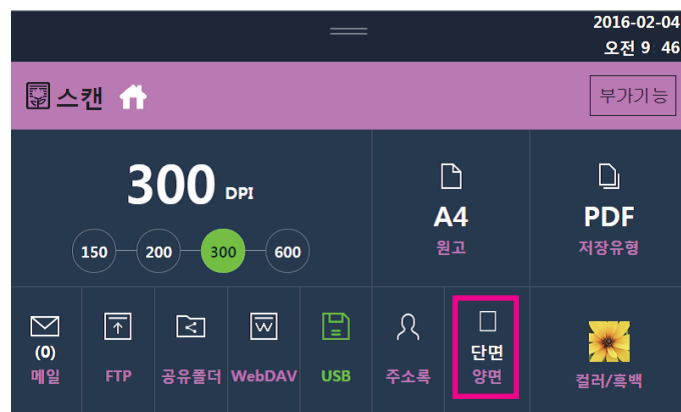 2016-02-04
오전 9 46
스캔
부가기능
300 DPI
150 200 300 600
A4
원고
PDF
저장유형
(0)
메일
FTP
공유폴더
WebDAV
USB
주소록
단면
양면
컬러/흑백